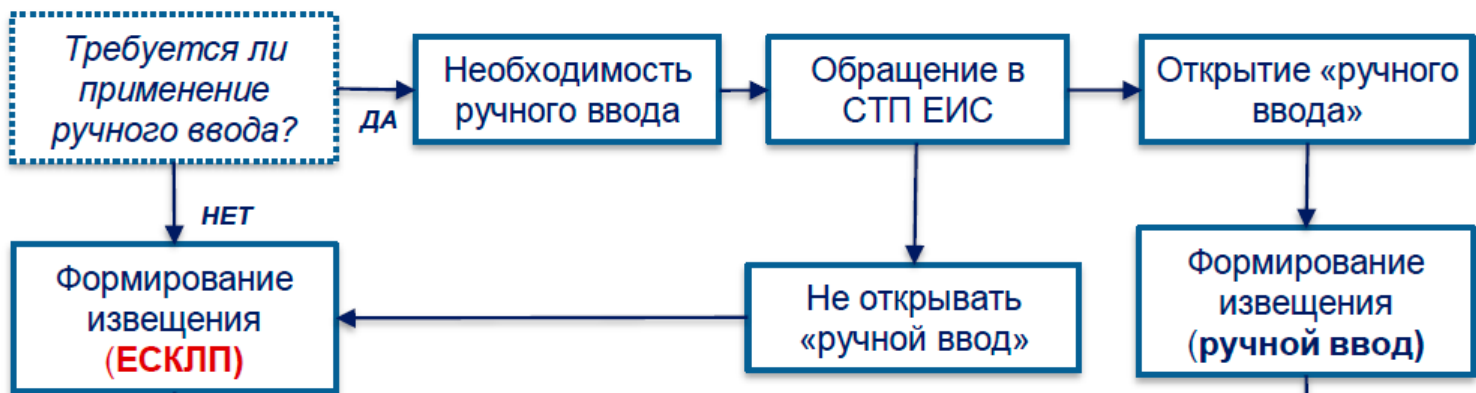 Требуется ли
применение
ручного ввода?
ДА
Необходимость
ручного ввода
Обращение в
СТП ЕИС
Открытие «ручного
ввода»
НЕТ
Формирование
извещения
(ЕСКЛП)
Не открывать
«ручной ввод»
Формирование
извещения
(ручной ввод)